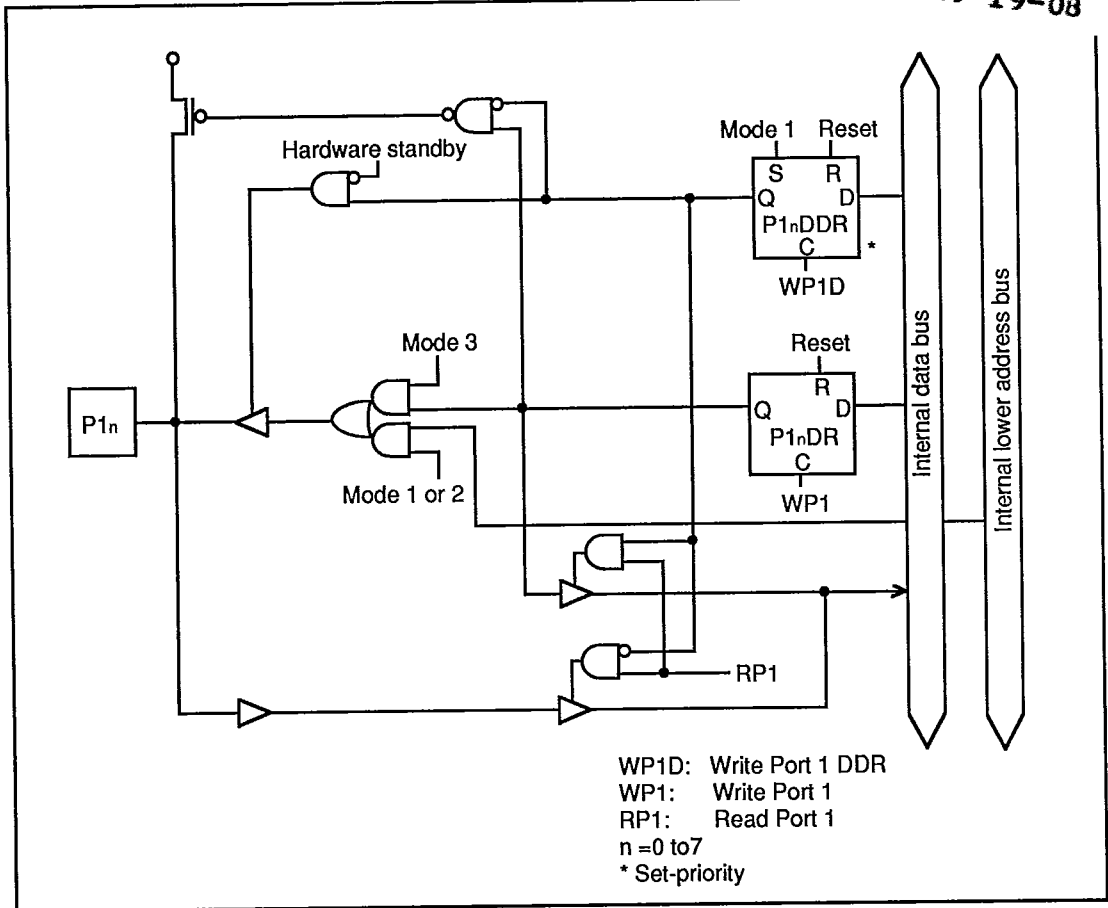 19-08
Mode 1 Reset
Hardware standby
S R
Q D
P1nDDR
C *
WP1D
Mode 3
Reset
R
P1n
Q D
P1nDR
C
Mode 1 or 2
WP1
Internal data bus
Internal lower address bus
RP1
WP1D: Write Port 1 DDR
WP1: Write Port 1
RP1: Read Port 1
n =0 to7
* Set-priority